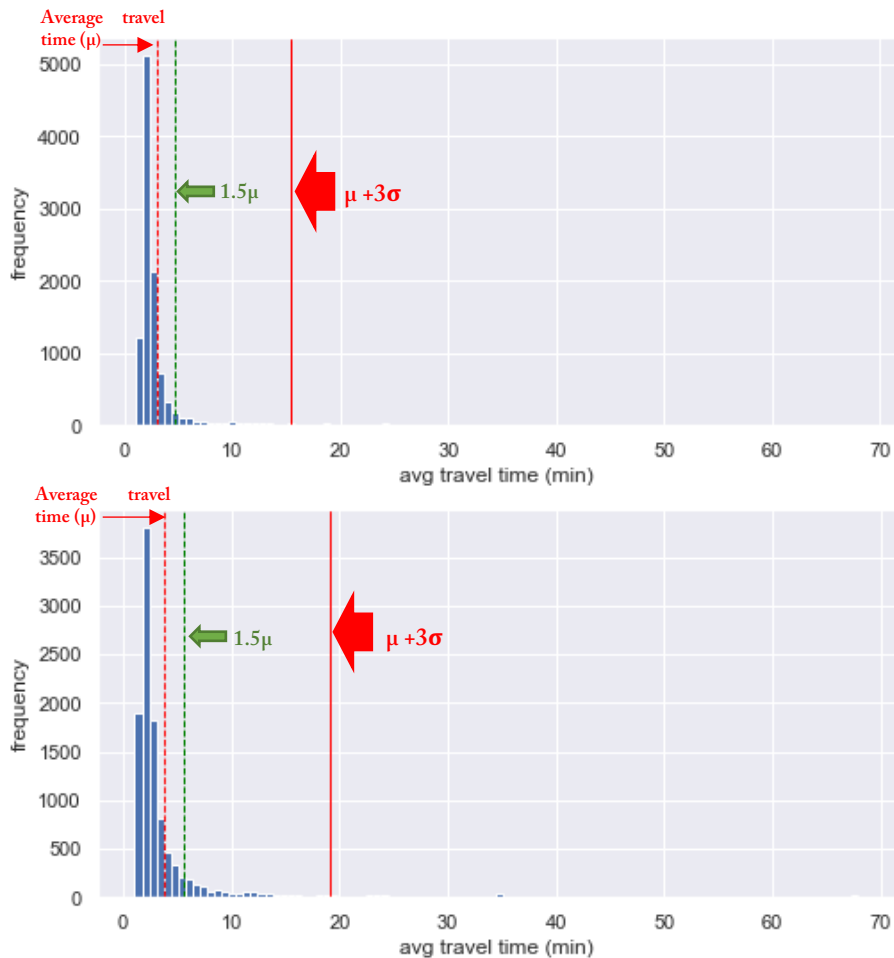 Average travel
time (μ)
5000
4000
3000
2000
1000
0
frequency
1.5μ
μ +3σ
0 10 20 30 40 50 60 70
avg travel time (min)
Average travel
time (μ)
3500
3000
2500
2000
1500
1000
500
0
frequency
1.5μ
μ +3σ
0 10 20 30 40 50 60 70
avg travel time (min)